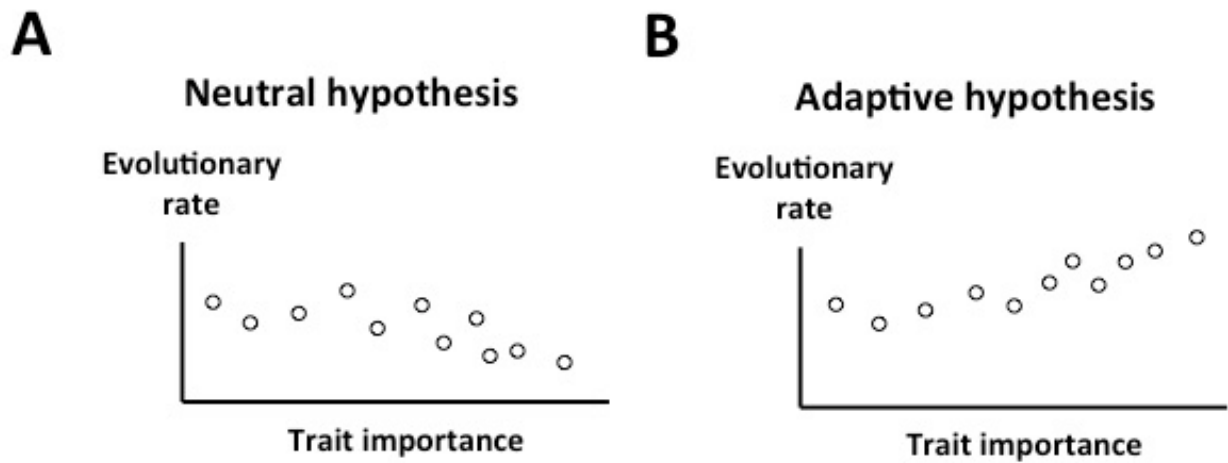 A
Neutral hypothesis
Evolutionary
rate
Trait importance
B
Adaptive hypothesis
Evolutionary
rate
Trait importance